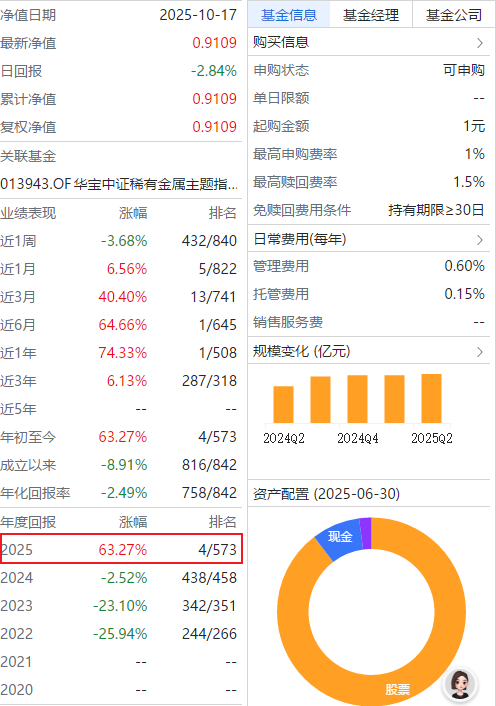 净值日期 2025-10-17
最新净值 0.9109
日回报 -2.84%
累计净值 0.9109
复权净值 0.9109
关联基金
013943.OF 华宝中证稀有金属主题指...
业绩表现 涨幅 排名
近1周 -3.68% 432/840
近1月 6.56% 5/822
近3月 40.40% 13/741
近6月 64.66% 1/645
近1年 74.33% 1/508
近3年 6.13% 287/318
近5年 -- --
年初至今 63.27% 4/573
成立以来 -8.91% 816/842
年化回报率 -2.49% 758/842
年度回报 涨幅 排名
2025 63.27% 4/573
2024 -2.52% 438/458
2023 -23.10% 342/351
2022 -25.94% 244/266
2021 -- --
2020 -- --
基金信息 基金经理 基金公司
购买信息
申购状态 可申购
单日限额 --
起购金额 1元
最高申购费率 1%
最高赎回费率 1.5%
免赎回费用条件 持有期限≥30日
日常费用(每年)
管理费用 0.60%
托管费用 0.15%
销售服务费 --
规模变化 (亿元)
2024Q2 2024Q4 2025Q2
资产配置 (2025-06-30)
现金
股票